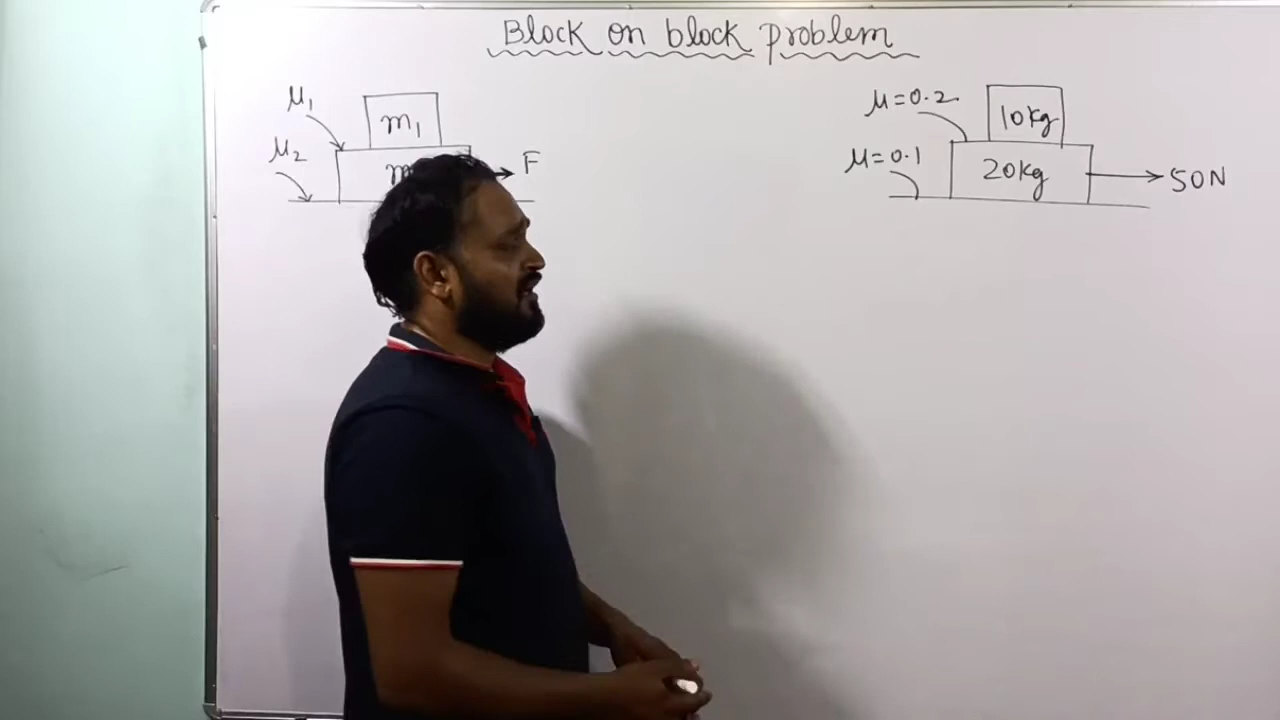 Block on block problem
μ₁
m₁
μ₂
m
F
μ=0.2
10kg
μ=0.1
20kg
50N